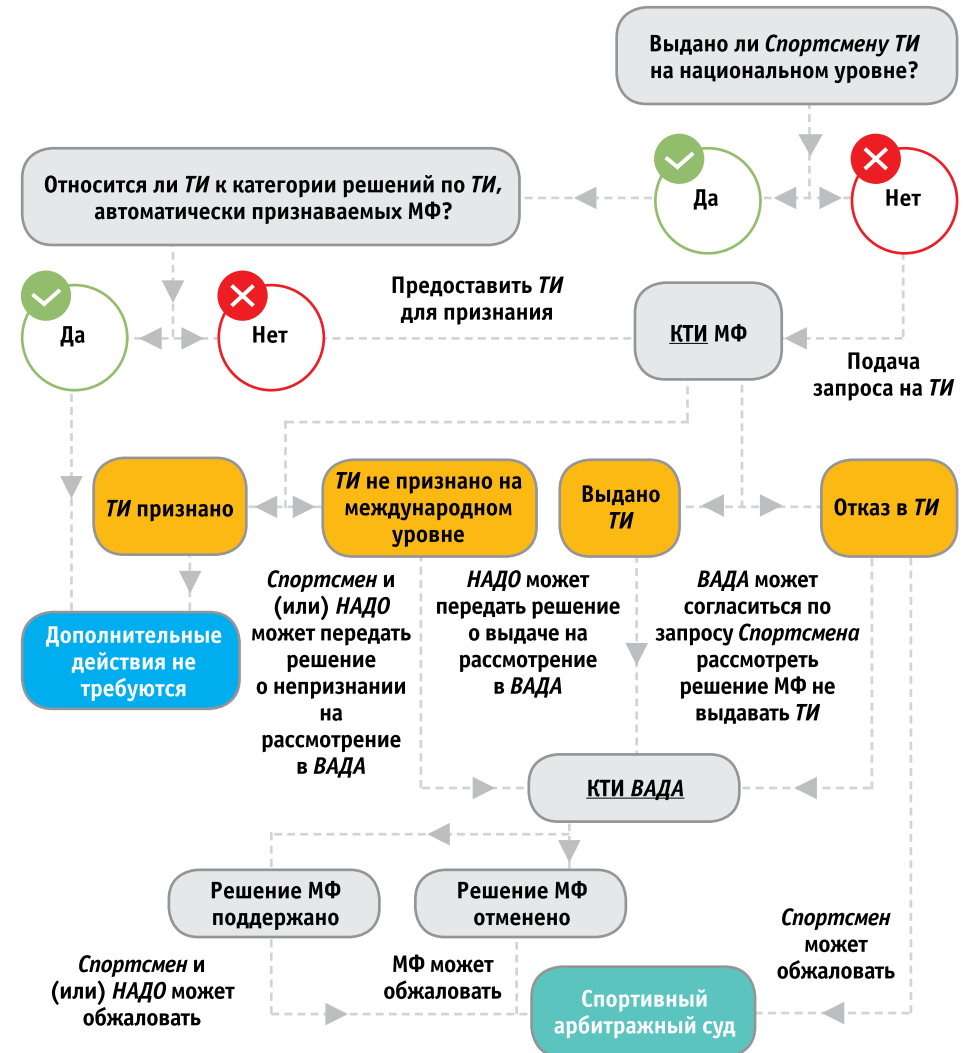 Выдано ли Спортсмену ТИ
на национальном уровне?
Да
Нет
Относится ли ТИ к категории решений по ТИ,
автоматически признаваемых МФ?
Да
Нет
Предоставить ТИ
для признания
КТИ МФ
Подача
запроса на ТИ
ТИ признано
ТИ не признано на
международном
уровне
Выдано
ТИ
Отказ в ТИ
Дополнительные
действия не
требуются
Спортсмен и
(или) НАДО
может передать
решение
о непризнании
на
рассмотрение
в ВАДА
НАДО может
передать решение
о выдаче на
рассмотрение
в ВАДА
ВАДА может
согласиться по
запросу Спортсмена
рассмотреть
решение МФ не
выдавать ТИ
КТИ ВАДА
Решение МФ
поддержано
Решение МФ
отменено
Спортсмен и
(или) НАДО может
обжаловать
МФ может
обжаловать
Спортсмен
может
обжаловать
Спортивный
арбитражный суд